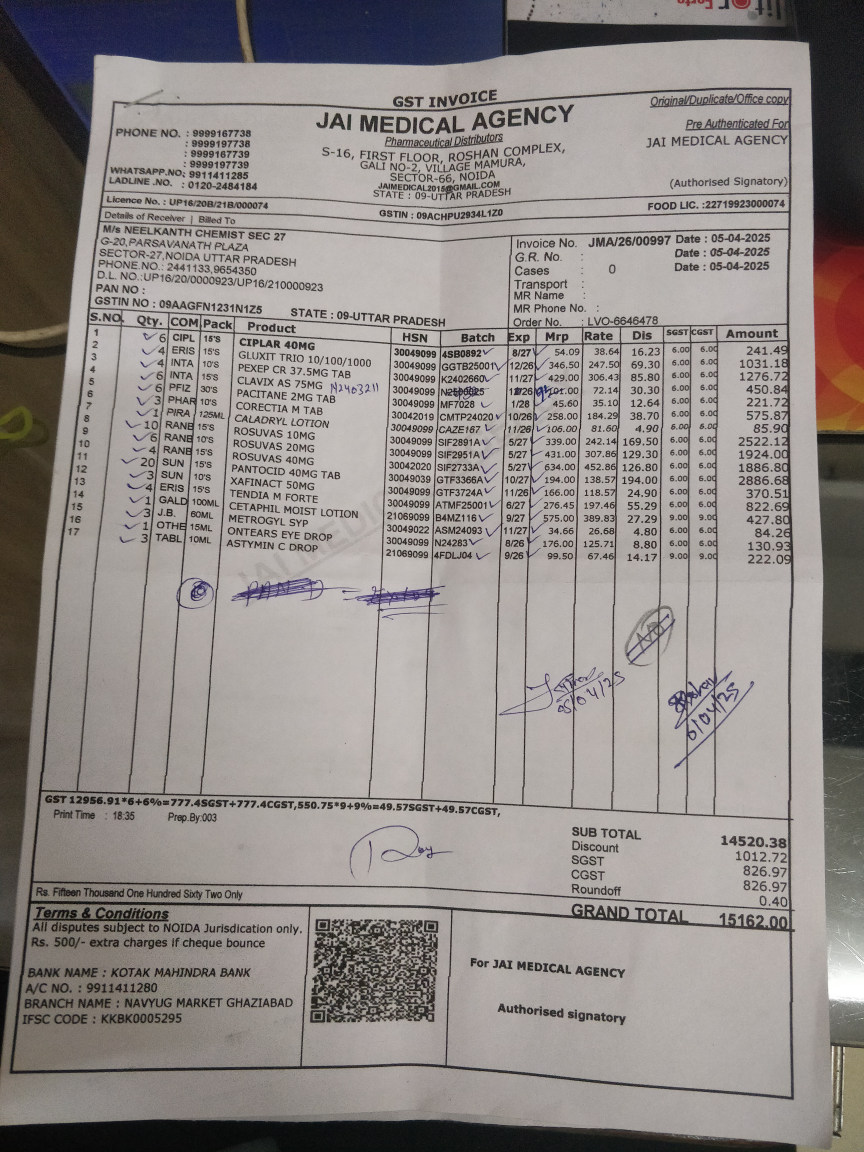 GST INVOICE
Original/Duplicate/Office copy
JAI MEDICAL AGENCY
Pharmaceutical Distributors
S-16, FIRST FLOOR, ROSHAN COMPLEX,
GALI NO-2, VILLAGE MAMURA,
SECTOR-66, NOIDA
JAIMEDICAL2015@GMAIL.COM
STATE : 09-UTTAR PRADESH
PHONE NO. : 9999167738
: 9999197738
: 9999167739
: 9999197739
WHATSAPP.NO: 9911411285
LADLINE .NO. : 0120-2484184
Pre Authenticated For
JAI MEDICAL AGENCY
(Authorised Signatory)
Licence No. : UP16/20B/21B/000074
GSTIN : 09ACHPU2934L1Z0
FOOD LIC. :22719923000074
Details of Receiver | Billed To
M/s NEELKANTH CHEMIST SEC 27
G-20,PARSAVANATH PLAZA
SECTOR-27,NOIDA UTTAR PRADESH
PHONE.NO. : 2441133,9654350
D.L. NO.:UP16/20/0000923/UP16/210000923
PAN NO :
GSTIN NO : 09AAGFN1231N1Z5 STATE : 09-UTTAR PRADESH
Invoice No. JMA/26/00997 Date : 05-04-2025
G.R. No. : Date : 05-04-2025
Cases : 0 Date : 05-04-2025
Transport :
MR Name :
MR Phone No. :
Order No. : LVO-6646478
S.NO. Qty. COM Pack Product HSN Batch Exp Mrp Rate Dis SGST CGST Amount
1 6 CIPL 15'S CIPLAR 40MG 30049099 4SB0892 8/27 54.09 38.64 16.23 6.00 6.00 241.49
2 4 ERIS 15'S GLUXIT TRIO 10/100/1000 30049099 GGTB25001 12/26 346.50 247.50 69.30 6.00 6.00 1031.18
3 4 INTA 10'S PEXEP CR 37.5MG TAB 30049099 K2402660 11/27 429.00 306.43 85.80 6.00 6.00 1276.72
4 6 INTA 15'S CLAVIX AS 75MG N2403211 30049099 12/26 101.00 72.14 30.30 6.00 6.00 450.84
5 6 PFIZ 30'S PACITANE 2MG TAB 30049099 MF7028 1/28 45.60 35.10 12.64 6.00 6.00 221.72
6 3 PHAR 10'S CORECTIA M TAB 30042019 CMTP24020 10/26 258.00 184.29 38.70 6.00 6.00 575.87
7 1 PIRA 125ML CALADRYL LOTION 30049099 CAZE167 11/26 106.00 81.60 4.90 6.00 6.00 85.90
8 10 RANB 15'S ROSUVAS 10MG 30049099 SIF2891A 5/27 339.00 242.14 169.50 6.00 6.00 2522.12
9 6 RANB 10'S ROSUVAS 20MG 30049099 SIF2951A 5/27 431.00 307.86 129.30 6.00 6.00 1924.00
10 4 RANB 15'S ROSUVAS 40MG 30042020 SIF2733A 5/27 634.00 452.86 126.80 6.00 6.00 1886.80
11 20 SUN 15'S PANTOCID 40MG TAB 30049039 GTF3366A 10/27 194.00 138.57 194.00 6.00 6.00 2886.68
12 3 SUN 10'S XAFINACT 50MG 30049099 GTF3724A 11/26 166.00 118.57 24.90 6.00 6.00 370.51
13 4 ERIS 15'S TENDIA M FORTE ATMF25001 6/27 276.45 197.46 55.29 6.00 6.00 822.69
14 1 GALD 100ML CETAPHIL MOIST LOTION 21069099 B4MZ116 9/27 575.00 389.83 27.29 9.00 9.00 427.80
15 3 J.B. 60ML METROGYL SYP 30049022 ASM24093 11/27 34.66 26.68 4.80 6.00 6.00 84.26
16 1 OTHE 15ML ONTEARS EYE DROP 30049099 N24283 8/26 176.00 125.71 8.80 6.00 6.00 130.93
17 3 TABL 10ML ASTYMIN C DROP 21069099 4FDLJ04 9/26 99.50 67.46 14.17 9.00 9.00 222.09
JAI MEDIC
05/04/25
6/04/25
GST 12956.91*6+6%=777.4SGST+777.4CGST,550.75*9+9%=49.57SGST+49.57CGST,
Print Time : 18:35 Prep.By:003
SUB TOTAL 14520.38
Discount 1012.72
SGST 826.97
CGST 826.97
Roundoff 0.40
Rs. Fifteen Thousand One Hundred Sixty Two Only
GRAND TOTAL 15162.00
Terms & Conditions
All disputes subject to NOIDA Jurisdication only.
Rs. 500/- extra charges if cheque bounce
BANK NAME : KOTAK MAHINDRA BANK
A/C NO. : 9911411280
BRANCH NAME : NAVYUG MARKET GHAZIABAD
IFSC CODE : KKBK0005295
For JAI MEDICAL AGENCY
Authorised signatory